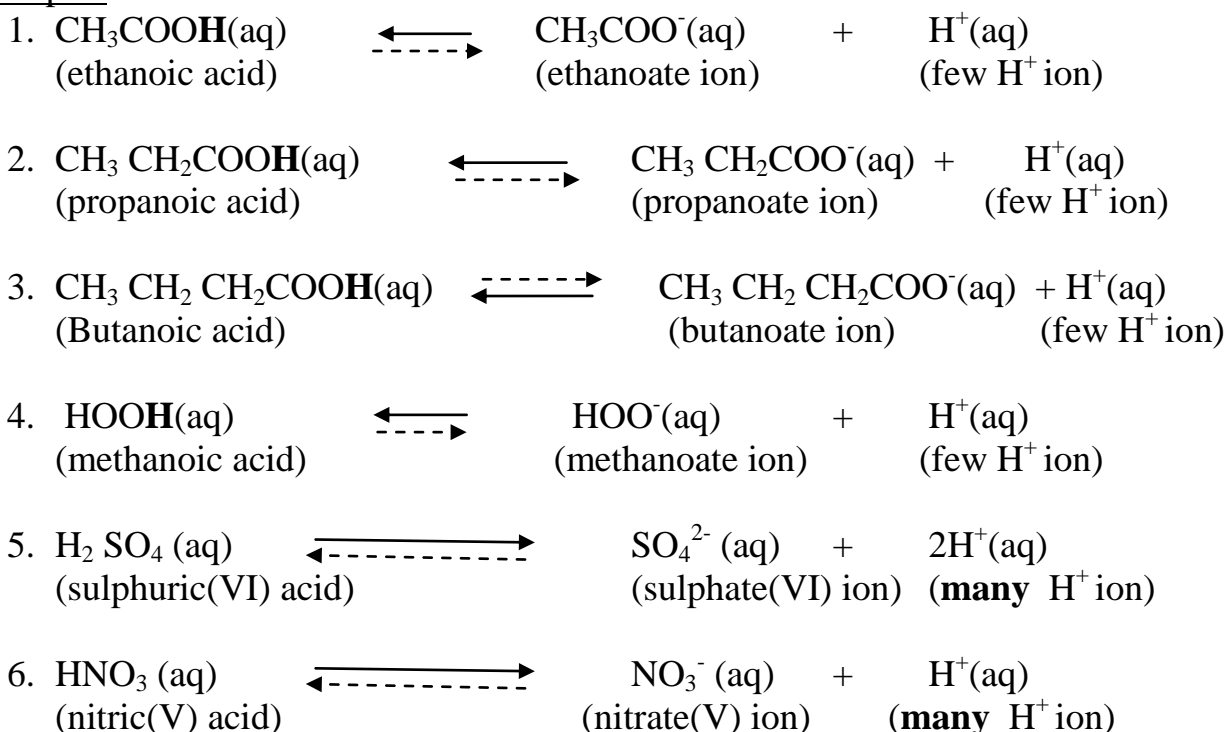 1. CH₃COOH(aq) CH₃COO⁻(aq) + H⁺(aq)
(ethanoic acid) (ethanoate ion) (few H⁺ ion)
2. CH₃ CH₂COOH(aq) CH₃ CH₂COO⁻(aq) + H⁺(aq)
(propanoic acid) (propanoate ion) (few H⁺ ion)
3. CH₃ CH₂ CH₂COOH(aq) CH₃ CH₂ CH₂COO⁻(aq) + H⁺(aq)
(Butanoic acid) (butanoate ion) (few H⁺ ion)
4. HOOH(aq) HOO⁻(aq) + H⁺(aq)
(methanoic acid) (methanoate ion) (few H⁺ ion)
5. H₂ SO₄ (aq) SO₄²⁻ (aq) + 2H⁺(aq)
(sulphuric(VI) acid) (sulphate(VI) ion) (many H⁺ ion)
6. HNO₃ (aq) NO₃⁻ (aq) + H⁺(aq)
(nitric(V) acid) (nitrate(V) ion) (many H⁺ ion)